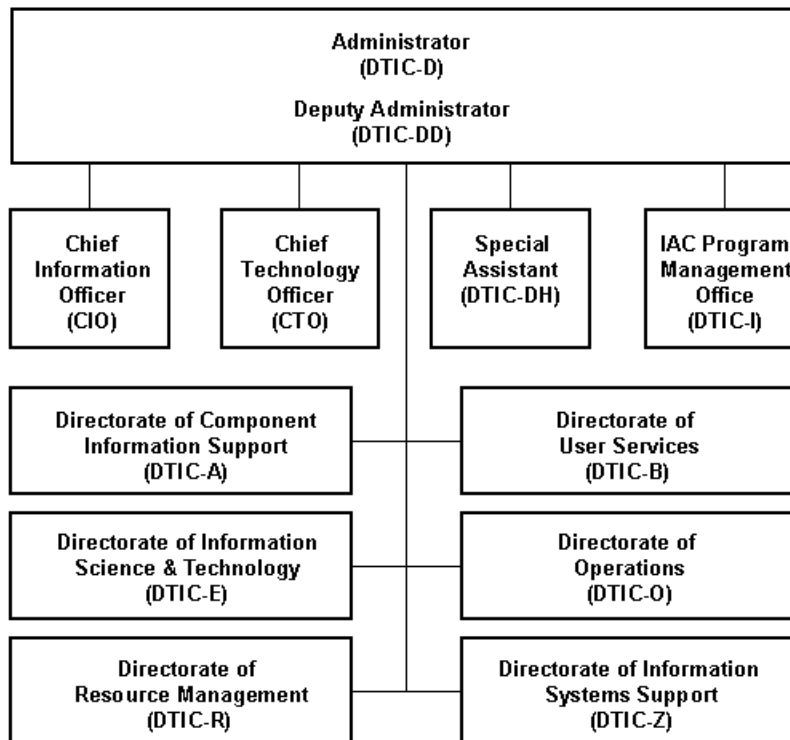 Administrator
(DTIC-D)
Deputy Administrator
(DTIC-DD)
Chief
Information
Officer
(CIO)
Chief
Technology
Officer
(CTO)
Special
Assistant
(DTIC-DH)
IAC Program
Management
Office
(DTIC-I)
Directorate of Component
Information Support
(DTIC-A)
Directorate of
User Services
(DTIC-B)
Directorate of Information
Science & Technology
(DTIC-E)
Directorate of
Operations
(DTIC-O)
Directorate of
Resource Management
(DTIC-R)
Directorate of Information
Systems Support
(DTIC-Z)